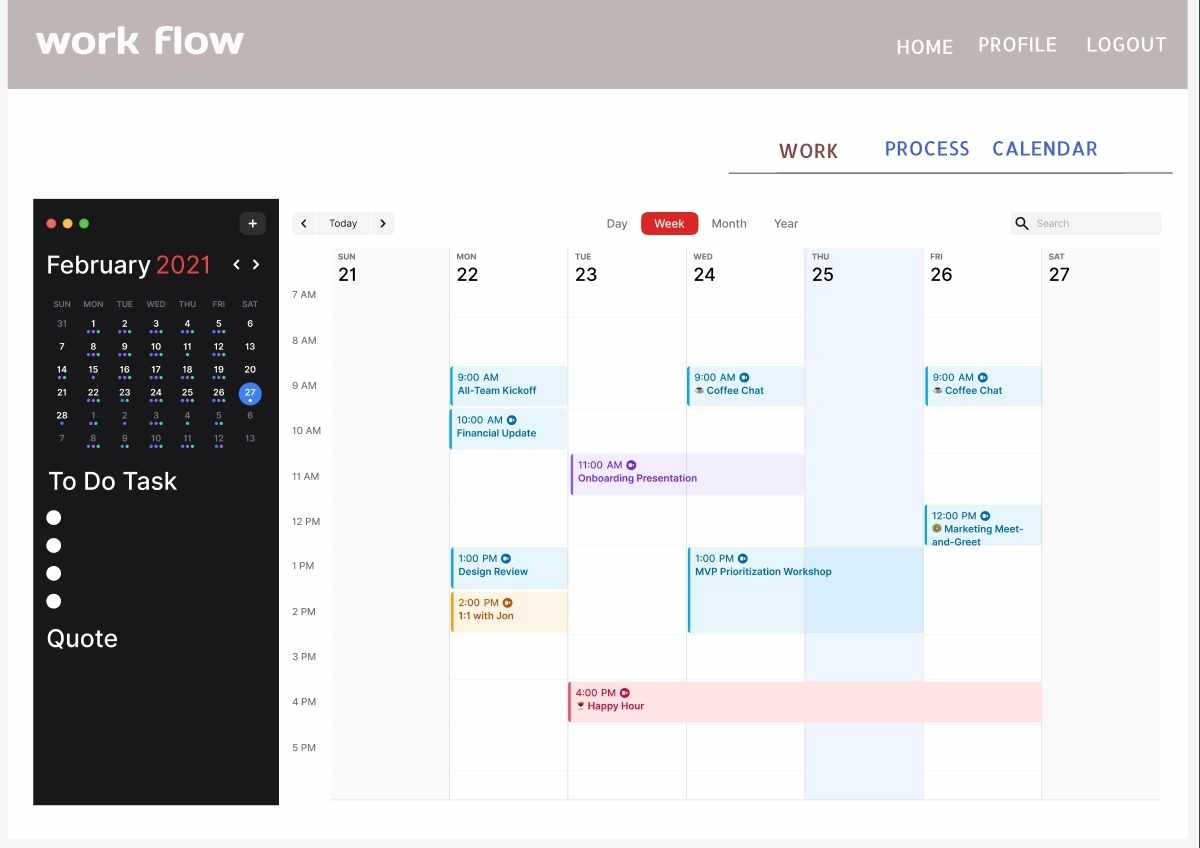 work flow
HOME PROFILE LOGOUT
WORK PROCESS CALENDAR
February 2021
SUN MON TUE WED THU FRI SAT
31 1 2 3 4 5 6
7 8 9 10 11 12 13
14 15 16 17 18 19 20
21 22 23 24 25 26 27
28 1 2 3 4 5 6
7 8 9 10 11 12 13
To Do Task
Quote
Today
Day Week Month Year
Search
SUN MON TUE WED THU FRI SAT
21 22 23 24 25 26 27
7 AM
8 AM
9 AM
10 AM
11 AM
12 PM
1 PM
2 PM
3 PM
4 PM
5 PM
9:00 AM
All-Team Kickoff
9:00 AM
Coffee Chat
9:00 AM
Coffee Chat
10:00 AM
Financial Update
11:00 AM
Onboarding Presentation
12:00 PM
Marketing Meet-
and-Greet
1:00 PM
Design Review
1:00 PM
MVP Prioritization Workshop
2:00 PM
1:1 with Jon
4:00 PM
Happy Hour